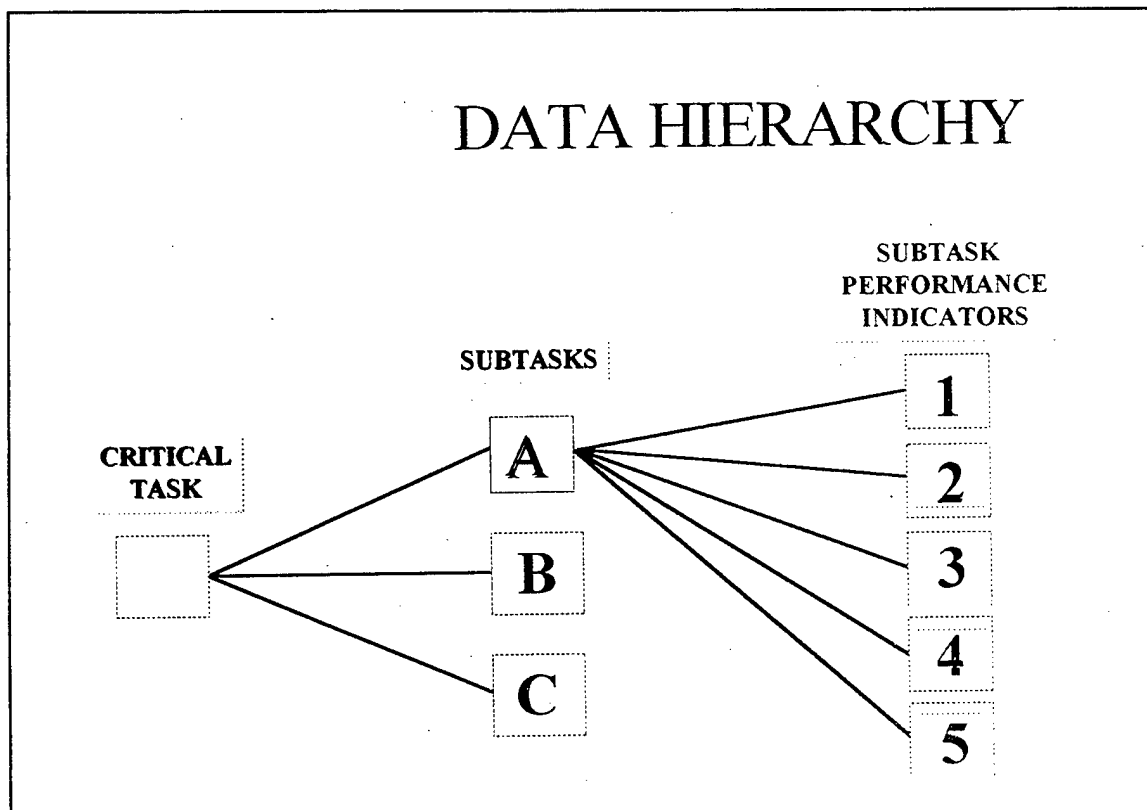 DATA HIERARCHY
CRITICAL
TASK
SUBTASKS
A
B
C
SUBTASK
PERFORMANCE
INDICATORS
1
2
3
4
5